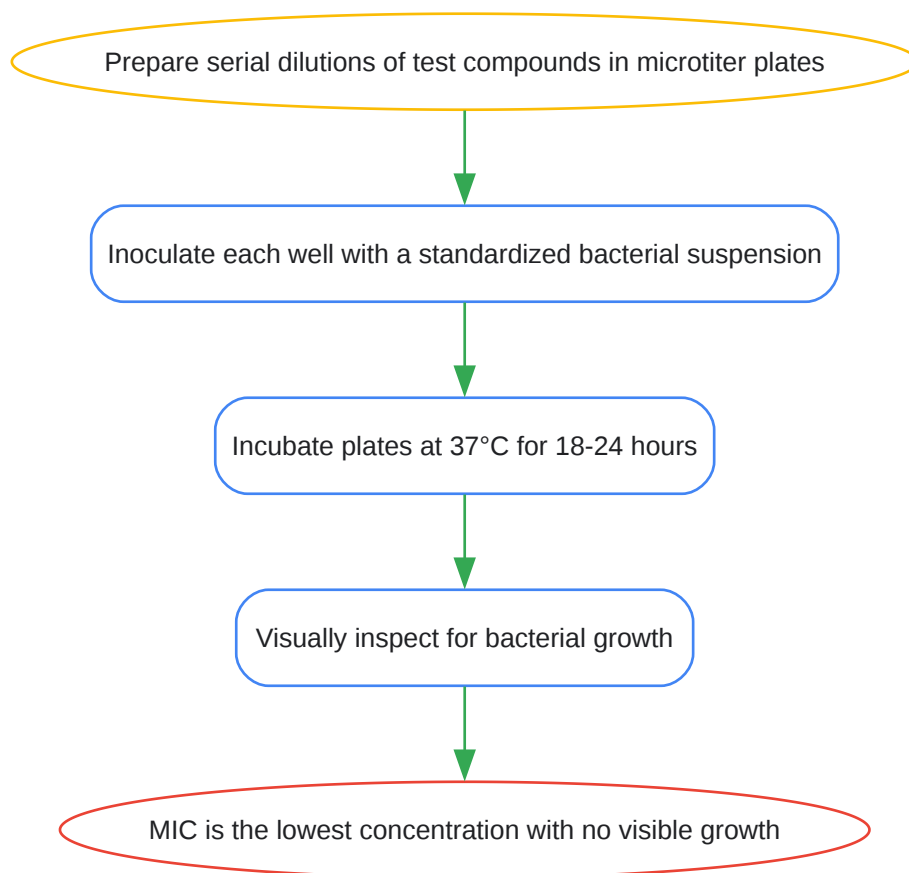 Prepare serial dilutions of test compounds in microtiter plates
Inoculate each well with a standardized bacterial suspension
Incubate plates at 37°C for 18-24 hours
Visually inspect for bacterial growth
MIC is the lowest concentration with no visible growth